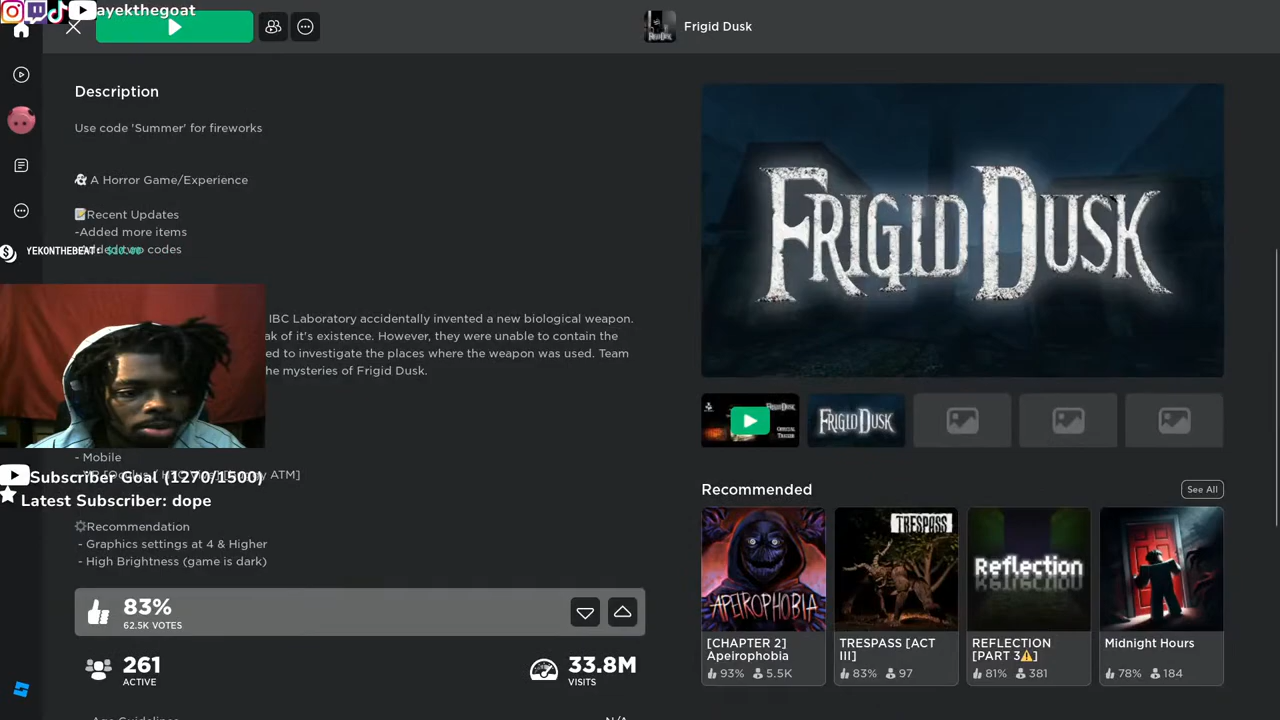 ayekthegoat
Frigid Dusk
Description
Use code 'Summer' for fireworks
A Horror Game/Experience
Recent Updates
-Added more items
YEKONTHEBEAT: $10.00
codes
IBC Laboratory accidentally invented a new biological weapon.
ak of it's existence. However, they were unable to contain the
ed to investigate the places where the weapon was used. Team
he mysteries of Frigid Dusk.
- Mobile
Subscriber Goal (1270/1500)
ATM]
Latest Subscriber: dope
Recommendation
- Graphics settings at 4 & Higher
- High Brightness (game is dark)
83%
62.5K VOTES
261
ACTIVE
33.8M
VISITS
N/A
FRIGID DUSK
FRIGID DUSK
Recommended
See All
APEIROPHOBIA
TRESPASS
Reflection
[CHAPTER 2]
Apeirophobia
93% 5.5K
TRESPASS [ACT
III]
83% 97
REFLECTION
[PART 3⚠️]
81% 381
Midnight Hours
78% 184